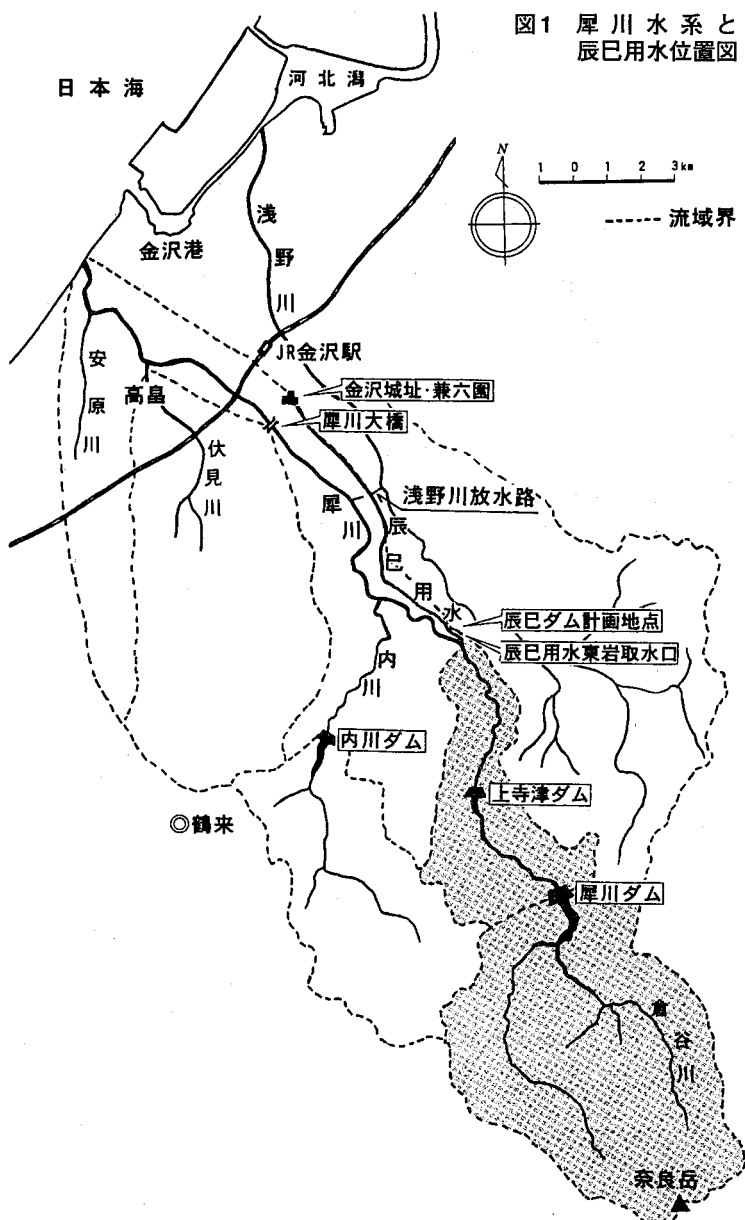 図1 犀川水系と
辰巳用水位置図
日本海
河北潟
N
1 0 1 2 3km
流域界
浅野川
金沢港
JR金沢駅
安原川
高畠
金沢城址・兼六園
犀川大橋
伏見川
浅野川放水路
犀川
辰巳用水
辰巳ダム計画地点
辰巳用水東岩取水口
内川
内川ダム
上寺津ダム
◎鶴来
犀川ダム
倉谷川
奈良岳